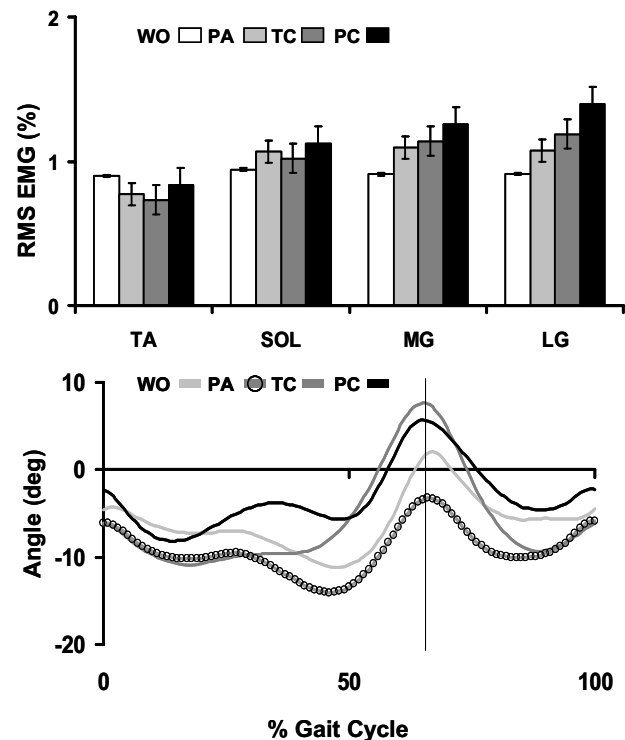 2
WO PA TC PC
RMS EMG (%)
1
0
TA SOL MG LG
10
WO PA TC PC
0
Angle (deg)
-10
-20
0 50 100
% Gait Cycle